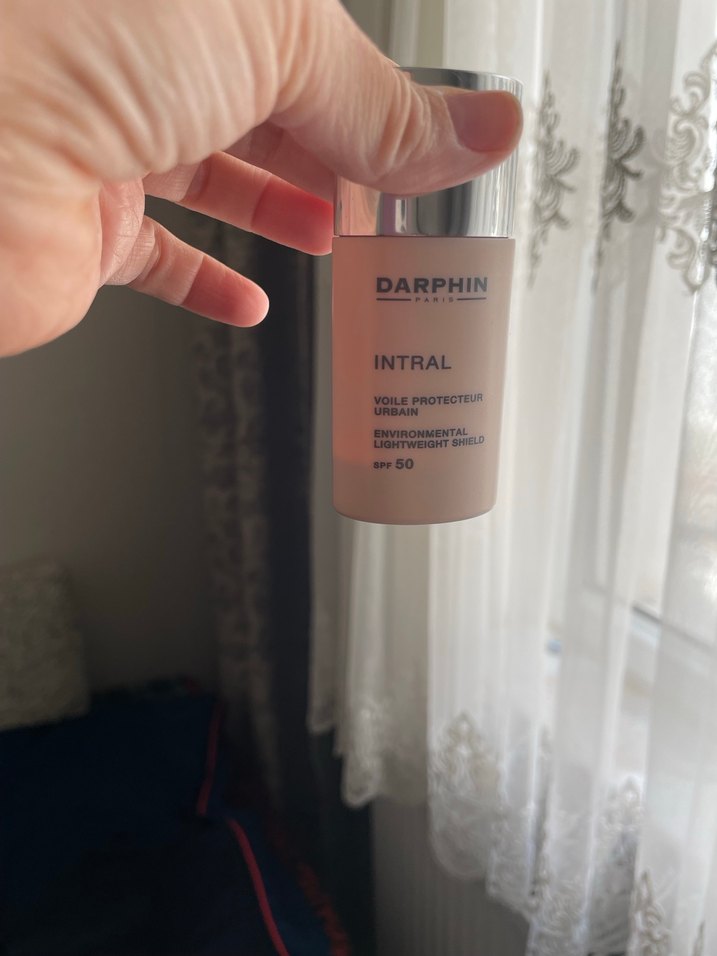 DARPHIN
PARIS
INTRAL
VOILE PROTECTEUR
URBAIN
ENVIRONMENTAL
LIGHTWEIGHT SHIELD
SPF 50